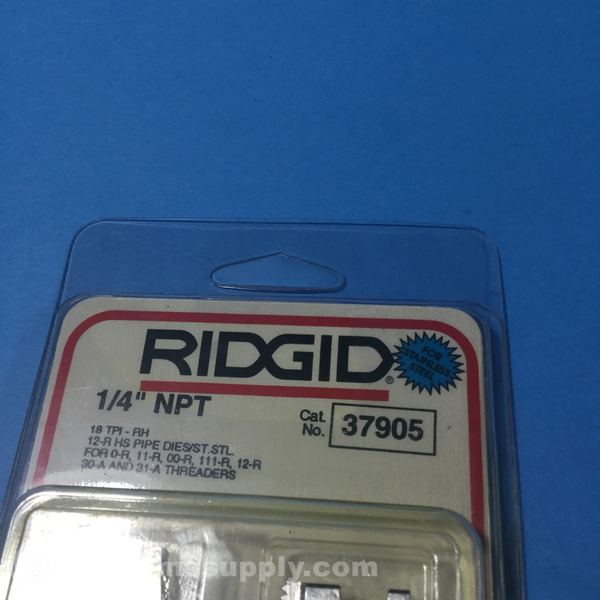 RIDGID®
FOR
STAINLESS
STEEL
1/4" NPT
Cat.
No. 37905
18 TPI - RH
12-R HS PIPE DIES/ST.STL
FOR 0-R, 11-R, 00-R, 111-R, 12-R
30-A AND 31-A THREADERS
supply.com